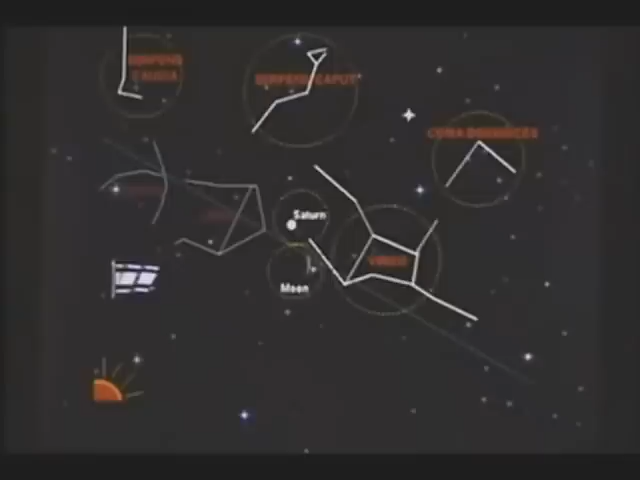 SERPENS
CAUDA
SERPENS CAPUT
COMA BERENICES
Saturn
VIRGO
Moon